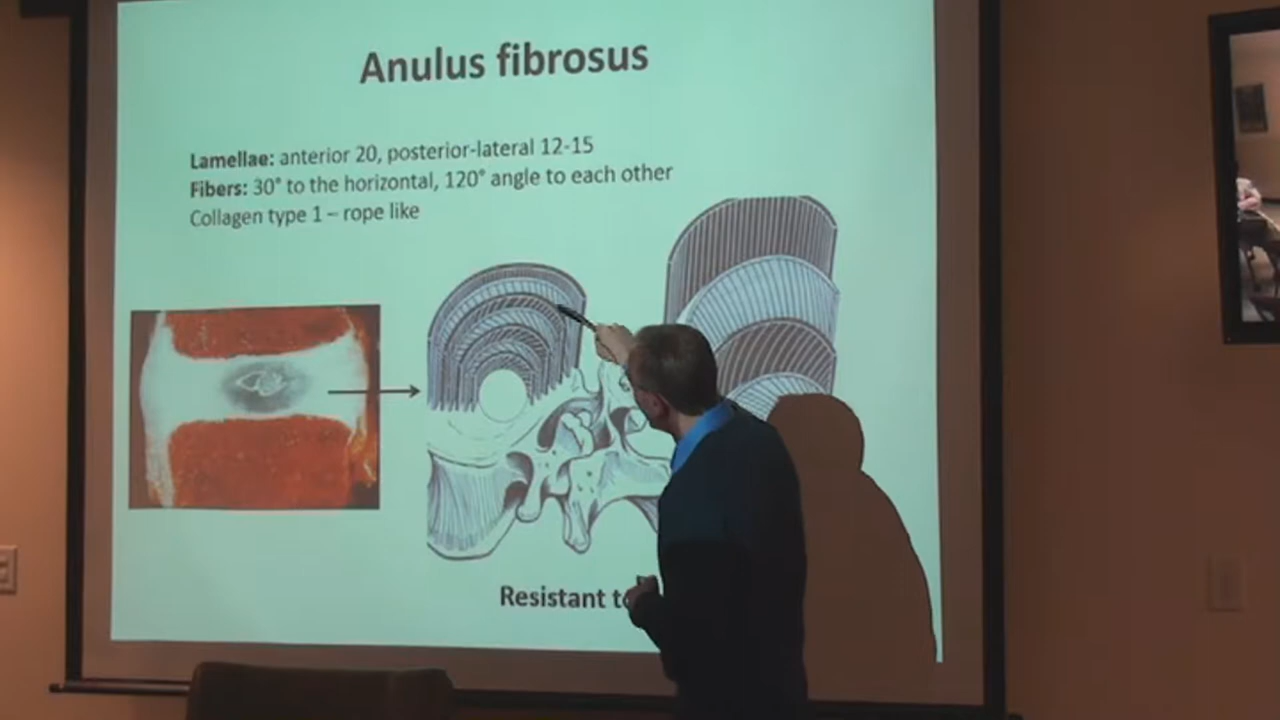 Anulus fibrosus
Lamellae: anterior 20, posterior-lateral 12-15
Fibers: 30° to the horizontal, 120° angle to each other
Collagen type 1 – rope like
Resistant